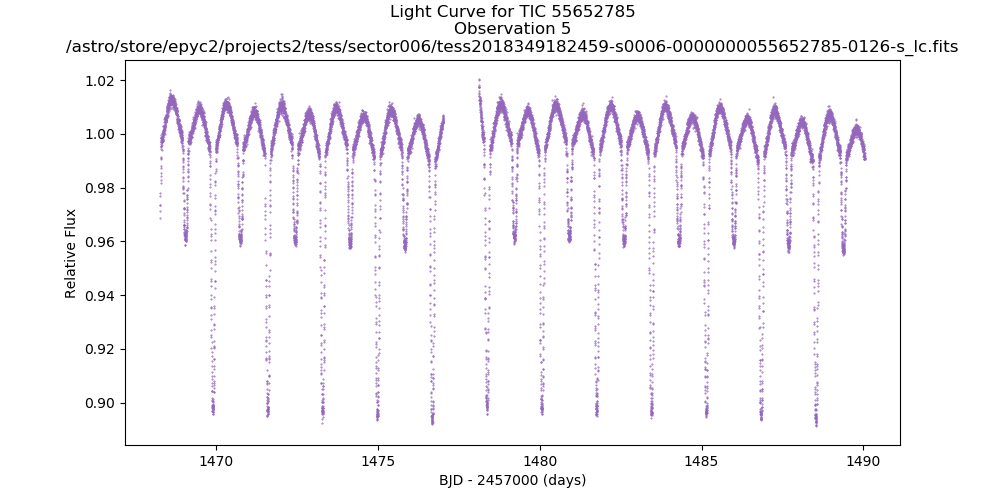 Light Curve for TIC 55652785
Observation 5
/astro/store/epyc2/projects2/tess/sector006/tess2018349182459-s0006-0000000055652785-0126-s_lc.fits
1.02
1.00
0.98
0.96
0.94
0.92
0.90
Relative Flux
1470 1475 1480 1485 1490
BJD - 2457000 (days)